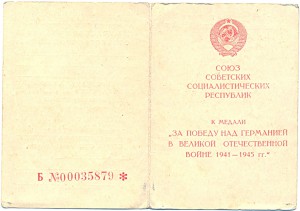 СОЮЗ
СОВЕТСКИХ
СОЦИАЛИСТИЧЕСКИХ
РЕСПУБЛИК
К МЕДАЛИ
„ЗА ПОБЕДУ НАД ГЕРМАНИЕЙ
В ВЕЛИКОЙ ОТЕЧЕСТВЕННОЙ
ВОЙНЕ 1941—1945 гг.“
Б №00035879 *